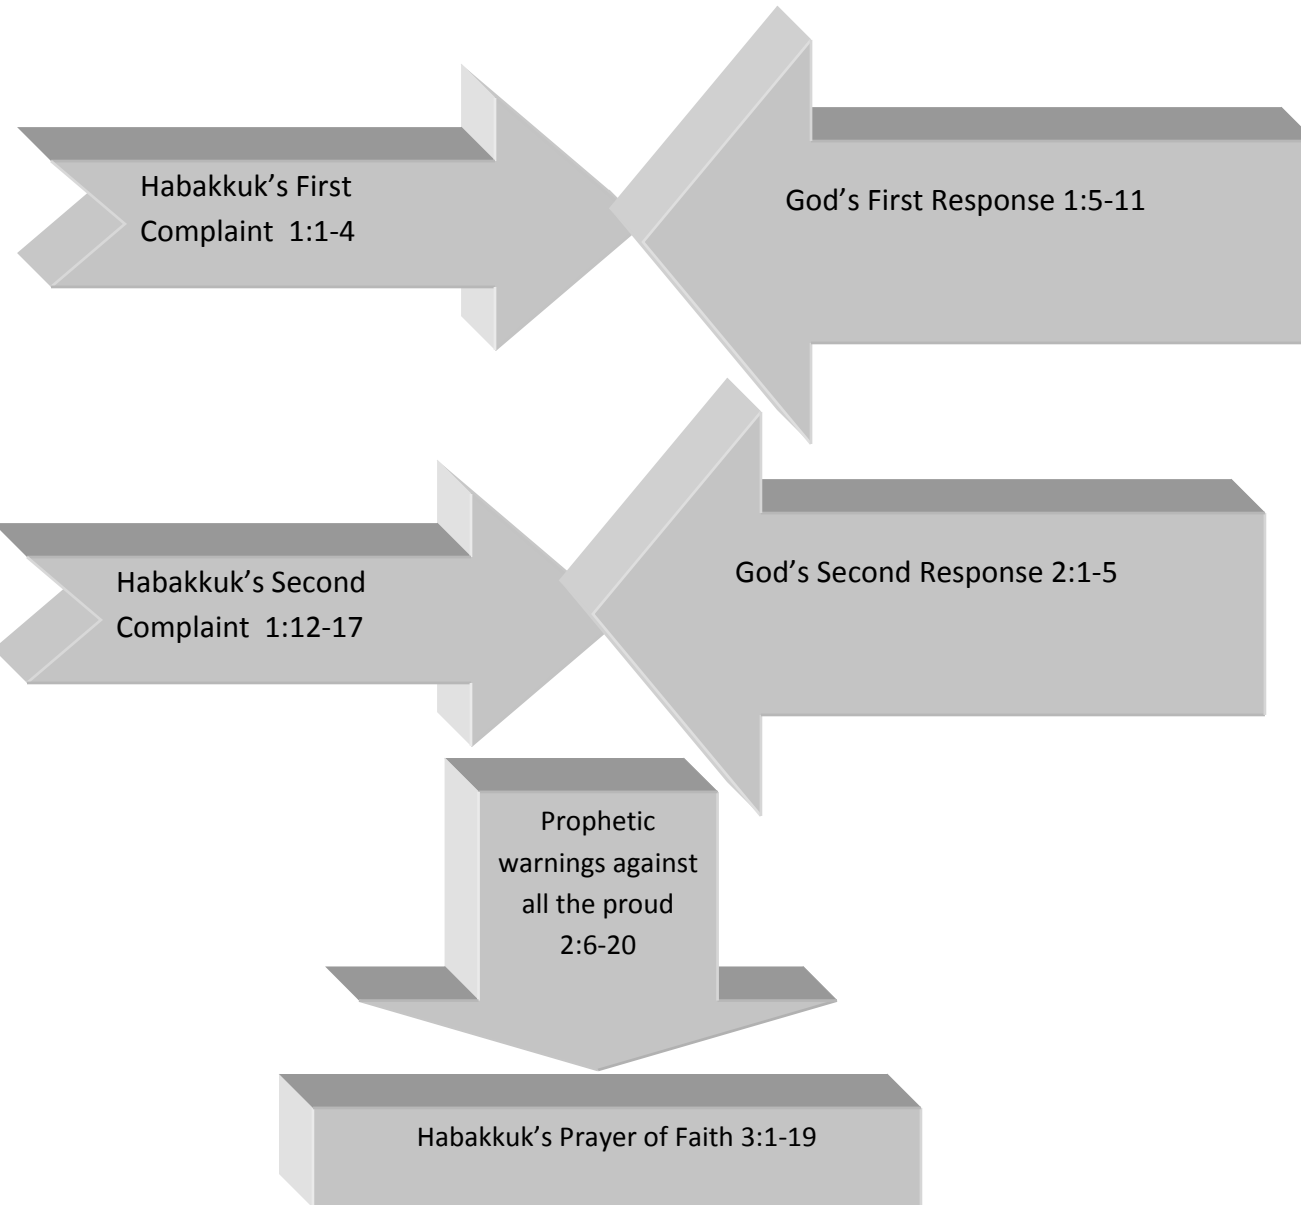 Habakkuk’s First
Complaint  1:1-4
God’s First Response 1:5-11
Habakkuk’s Second
Complaint  1:12-17
God’s Second Response 2:1-5
Prophetic
warnings against
all the proud
2:6-20
Habakkuk’s Prayer of Faith 3:1-19